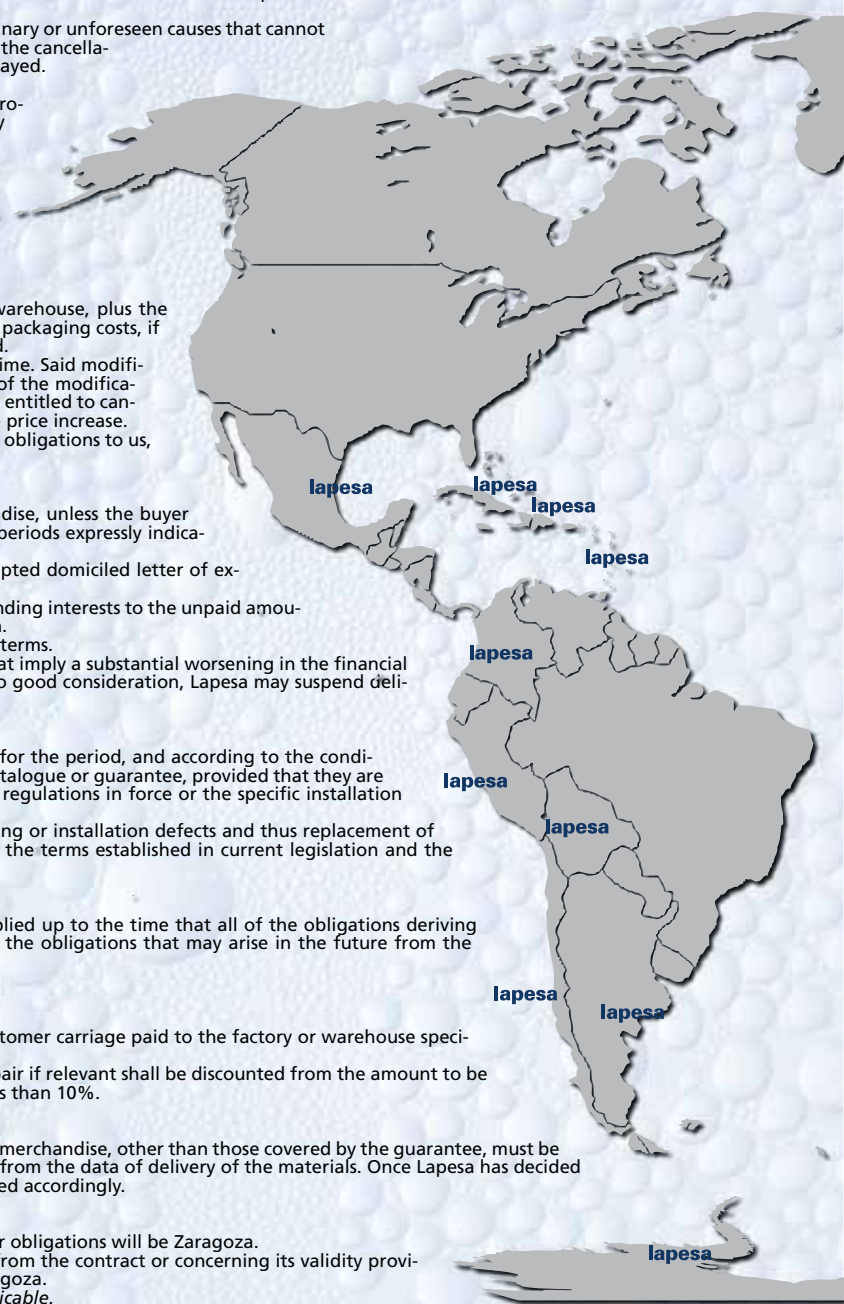 nary or unforeseen causes that cannot
the cancella-
ayed.
ro-
y
warehouse, plus the
packaging costs, if
d.
ime. Said modifi-
of the modifica-
entitled to can-
price increase.
obligations to us,
lapesa
lapesa
lapesa
dise, unless the buyer
periods expressly indica-
lapesa
pted domiciled letter of ex-
nding interests to the unpaid amou-
n.
terms.
lapesa
at imply a substantial worsening in the financial
o good consideration, Lapesa may suspend deli-
for the period, and according to the condi-
talogue or guarantee, provided that they are
lapesa
regulations in force or the specific installation
lapesa
ing or installation defects and thus replacement of
the terms established in current legislation and the
plied up to the time that all of the obligations deriving
the obligations that may arise in the future from the
lapesa
lapesa
stomer carriage paid to the factory or warehouse speci-
pair if relevant shall be discounted from the amount to be
s than 10%.
merchandise, other than those covered by the guarantee, must be
from the data of delivery of the materials. Once Lapesa has decided
ed accordingly.
r obligations will be Zaragoza.
lapesa
from the contract or concerning its validity provi-
goza.
icable.